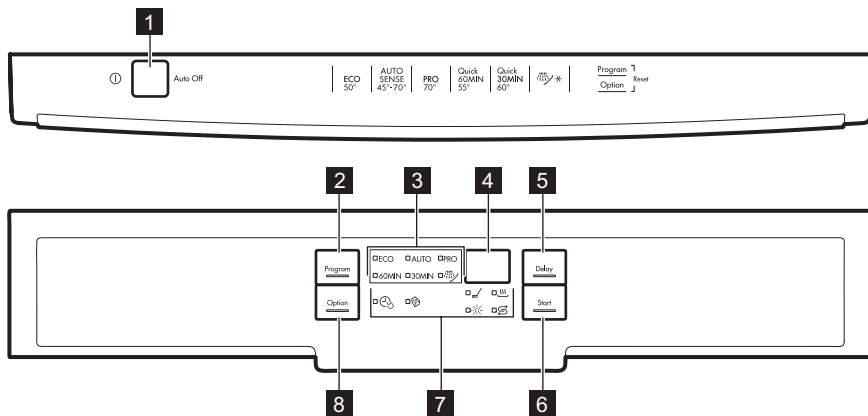 1
Auto Off
ECO
50°
AUTO
SENSE
45°-70°
PRO
70°
Quick
60MIN
55°
Quick
30MIN
60°
Program
Option
Reset
2
3
4
5
Program
ECO AUTO PRO
60MIN 30MIN
Delay
Option
Start
8
7
6